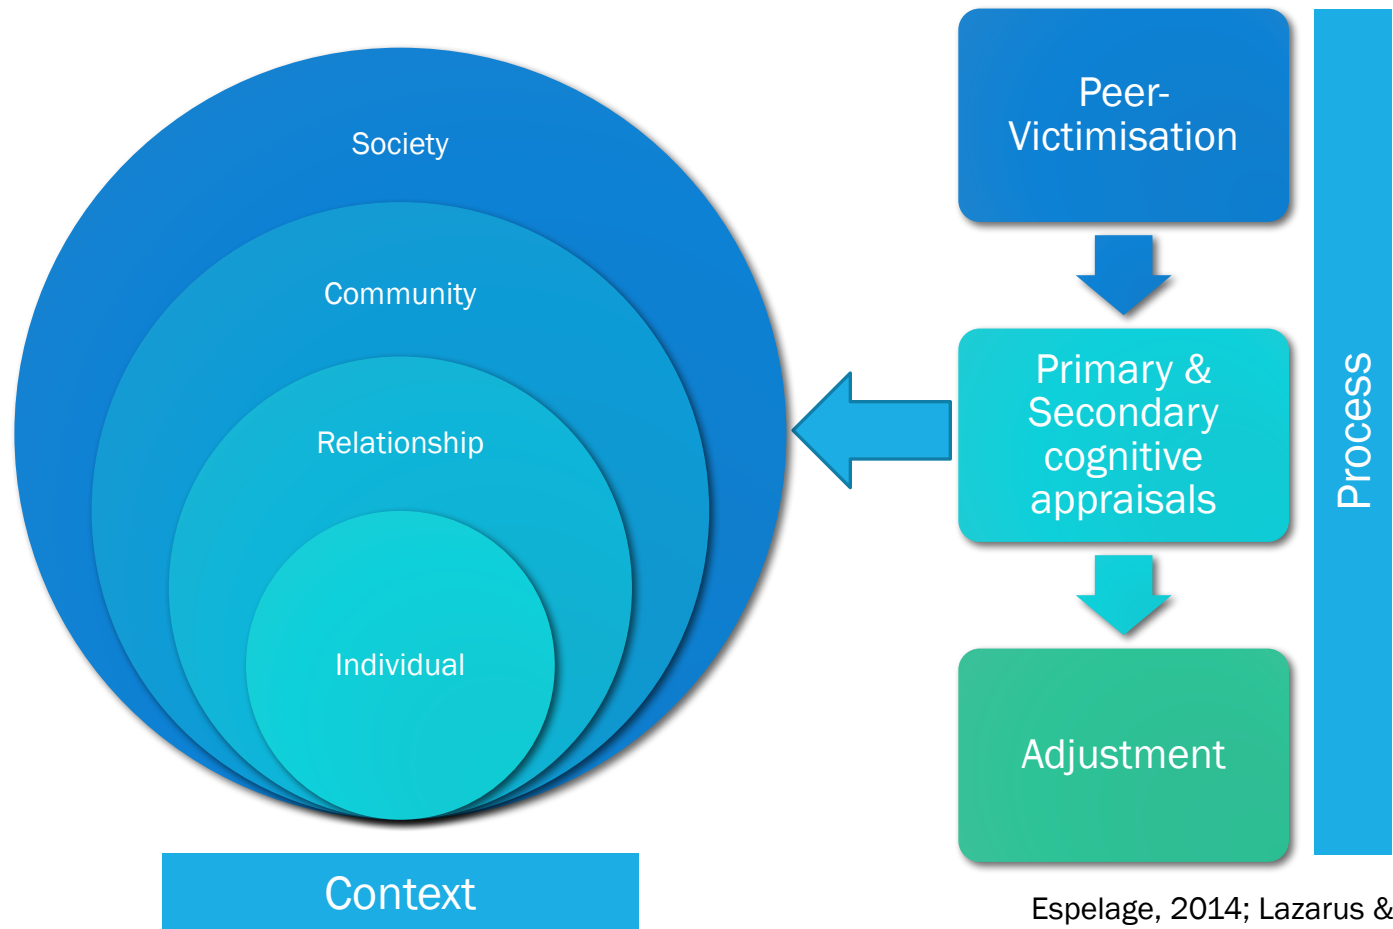 Society
Community
Relationship
Individual
Context
Peer-
Victimisation
Primary &
Secondary
cognitive
appraisals
Adjustment
Process
Espelage, 2014; Lazarus &